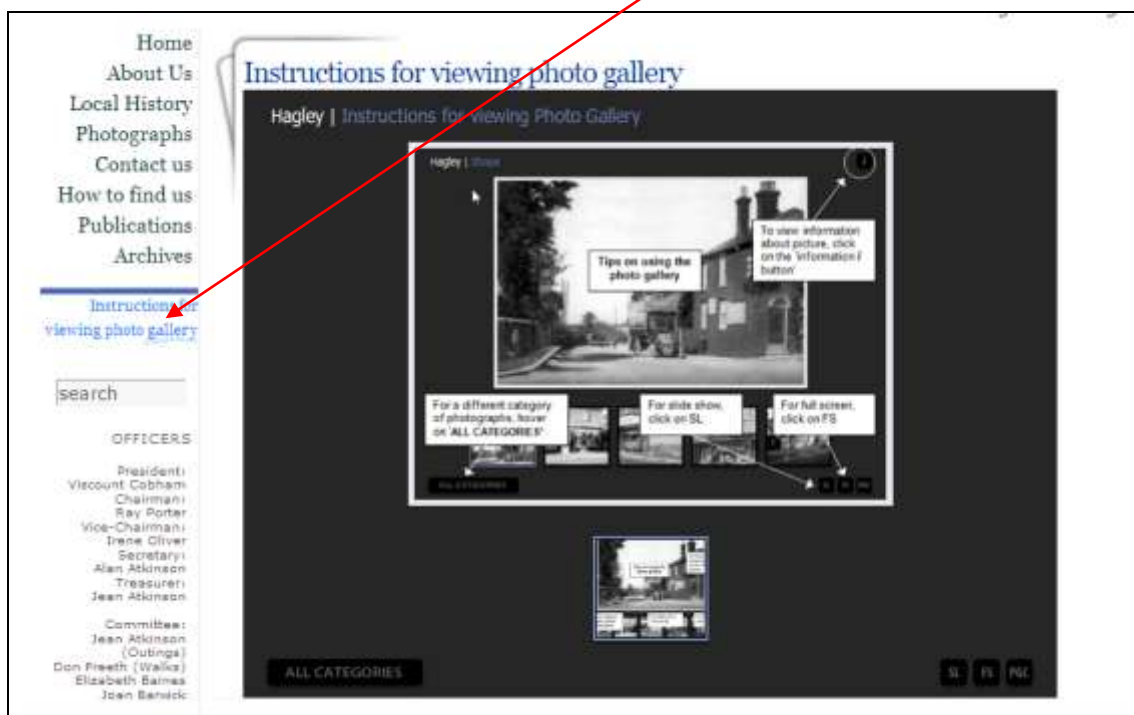 Home
About Us
Local History
Photographs
Contact us
How to find us
Publications
Archives
Instructions for
viewing photo gallery
search
OFFICERS
President:
Viscount Cobham
Chairman:
Ray Porter
Vice-Chairman:
Irene Oliver
Secretary:
Alan Atkinson
Treasurer:
Jean Atkinson
Committee:
Jean Atkinson
(Outings)
Don Freeth (Walks)
Elizabeth Barnes
Joan
Instructions for viewing photo gallery
Hagley | Instructions for viewing Photo Gallery
Hagley |
To view information
about picture, click
on the 'information i'
button'
Tips on using the
photo gallery
For a different category
of photographs, hover
on 'ALL CATEGORIES'
For slide show,
click on SL
For full screen,
click on FS
ALL CATEGORIES
ALL CATEGORIES
SL FS